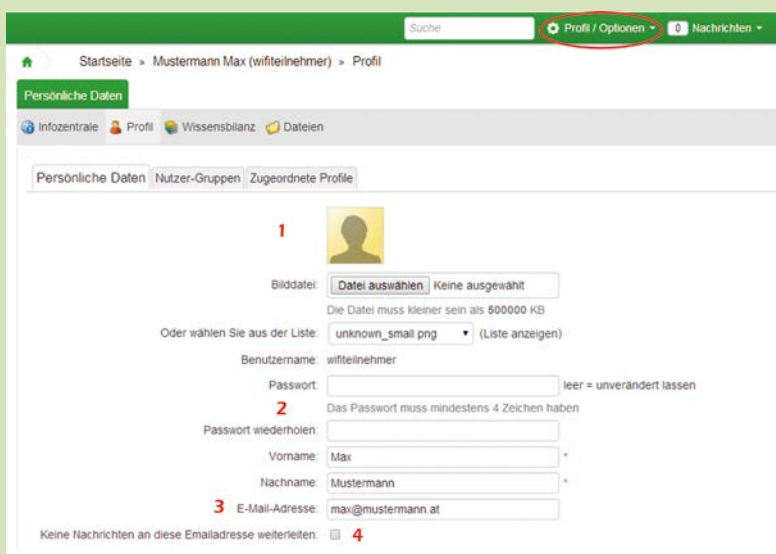 Suche Profil / Optionen 0 Nachrichten
Startseite » Mustermann Max (wifiteilnehmer) » Profil
Persönliche Daten
Infozentrale Profil Wissensbilanz Dateien
Persönliche Daten Nutzer-Gruppen Zugeordnete Profile
1
Bilddatei: Datei auswählen Keine ausgewählt
Die Datei muss kleiner sein als 500000 KB
Oder wählen Sie aus der Liste: unknown_small.png (Liste anzeigen)
Benutzername: wifiteilnehmer
Passwort: leer = unverändert lassen
2 Das Passwort muss mindestens 4 Zeichen haben
Passwort wiederholen:
Vorname: Max *
Nachname: Mustermann *
3 E-Mail-Adresse: max@mustermann.at
Keine Nachrichten an diese Emailadresse weiterleiten: 4